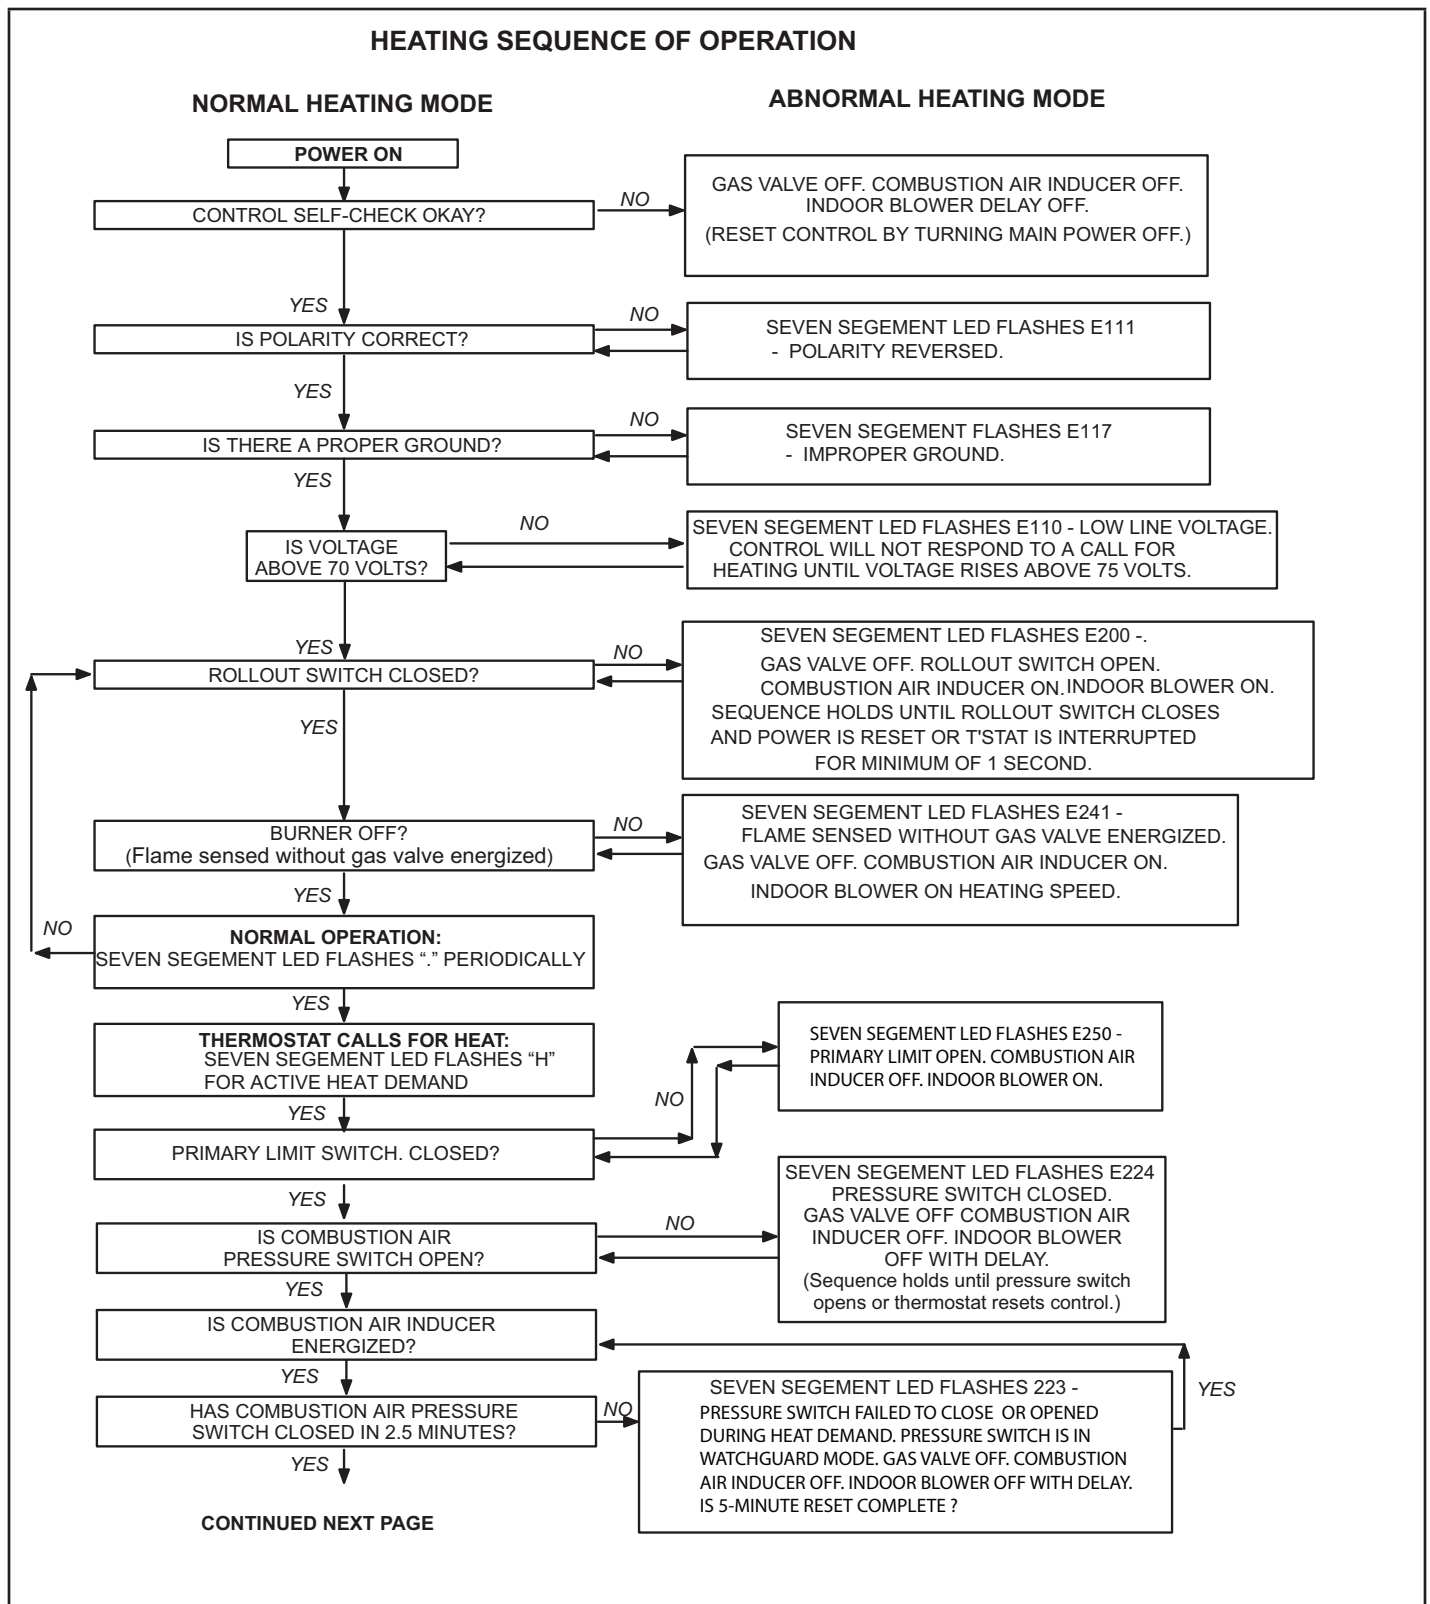 HEATING SEQUENCE OF OPERATION
NORMAL HEATING MODE
ABNORMAL HEATING MODE
POWER ON
CONTROL SELF-CHECK OKAY?
NO
GAS VALVE OFF. COMBUSTION AIR INDUCER OFF.
INDOOR BLOWER DELAY OFF.
(RESET CONTROL BY TURNING MAIN POWER OFF.)
YES
IS POLARITY CORRECT?
NO
SEVEN SEGEMENT LED FLASHES E111
- POLARITY REVERSED.
YES
IS THERE A PROPER GROUND?
NO
SEVEN SEGEMENT FLASHES E117
- IMPROPER GROUND.
YES
IS VOLTAGE
ABOVE 70 VOLTS?
NO
SEVEN SEGEMENT LED FLASHES E110 - LOW LINE VOLTAGE.
CONTROL WILL NOT RESPOND TO A CALL FOR
HEATING UNTIL VOLTAGE RISES ABOVE 75 VOLTS.
YES
ROLLOUT SWITCH CLOSED?
NO
SEVEN SEGEMENT LED FLASHES E200 -.
GAS VALVE OFF. ROLLOUT SWITCH OPEN.
COMBUSTION AIR INDUCER ON. INDOOR BLOWER ON.
SEQUENCE HOLDS UNTIL ROLLOUT SWITCH CLOSES
AND POWER IS RESET OR T'STAT IS INTERRUPTED
FOR MINIMUM OF 1 SECOND.
YES
BURNER OFF?
(Flame sensed without gas valve energized)
NO
SEVEN SEGEMENT LED FLASHES E241 -
FLAME SENSED WITHOUT GAS VALVE ENERGIZED.
GAS VALVE OFF. COMBUSTION AIR INDUCER ON.
INDOOR BLOWER ON HEATING SPEED.
YES
NO
NORMAL OPERATION:
SEVEN SEGEMENT LED FLASHES “.” PERIODICALLY
YES
THERMOSTAT CALLS FOR HEAT:
SEVEN SEGEMENT LED FLASHES “H”
FOR ACTIVE HEAT DEMAND
NO
SEVEN SEGEMENT LED FLASHES E250 -
PRIMARY LIMIT OPEN. COMBUSTION AIR
INDUCER OFF. INDOOR BLOWER ON.
YES
PRIMARY LIMIT SWITCH. CLOSED?
YES
IS COMBUSTION AIR
PRESSURE SWITCH OPEN?
NO
SEVEN SEGEMENT LED FLASHES E224
PRESSURE SWITCH CLOSED.
GAS VALVE OFF COMBUSTION AIR
INDUCER OFF. INDOOR BLOWER
OFF WITH DELAY.
(Sequence holds until pressure switch
opens or thermostat resets control.)
YES
IS COMBUSTION AIR INDUCER
ENERGIZED?
YES
HAS COMBUSTION AIR PRESSURE
SWITCH CLOSED IN 2.5 MINUTES?
NO
SEVEN SEGEMENT LED FLASHES 223 -
PRESSURE SWITCH FAILED TO CLOSE OR OPENED
DURING HEAT DEMAND. PRESSURE SWITCH IS IN
WATCHGUARD MODE. GAS VALVE OFF. COMBUSTION
AIR INDUCER OFF. INDOOR BLOWER OFF WITH DELAY.
IS 5-MINUTE RESET COMPLETE ?
YES
YES
CONTINUED NEXT PAGE